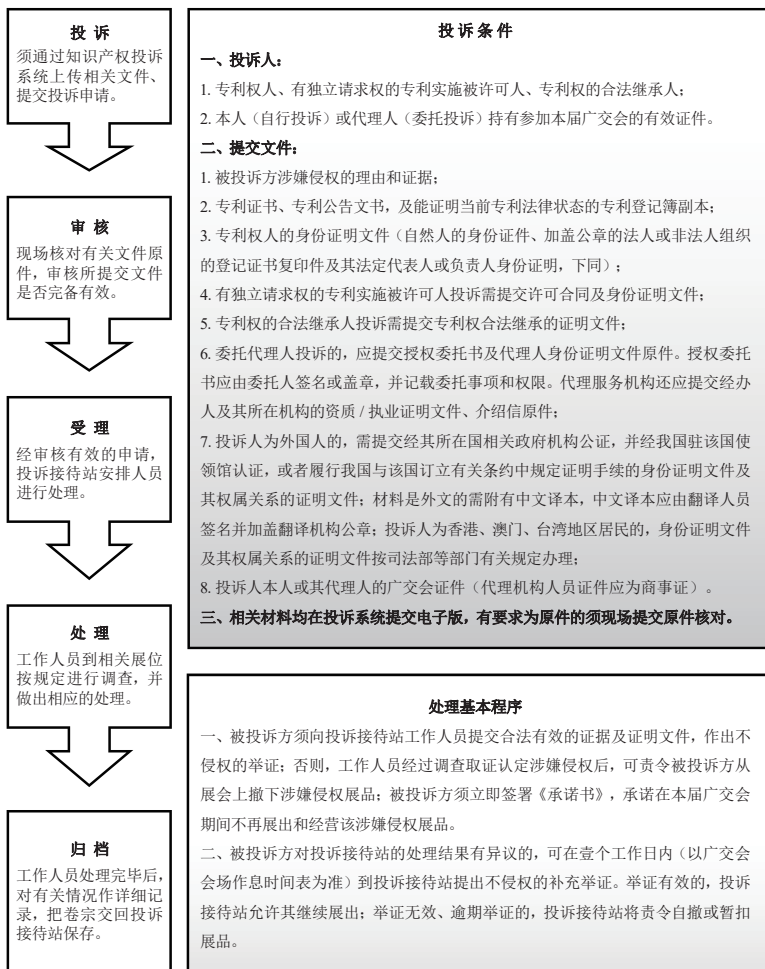 投 诉
须通过知识产权投诉
系统上传相关文件、
提交投诉申请。
审 核
现场核对有关文件原
件，审核所提交文件
是否完备有效。
受 理
经审核有效的申请，
投诉接待站安排人员
进行处理。
处 理
工作人员到相关展位
按规定进行调查，并
做出相应的处理。
归 档
工作人员处理完毕后，
对有关情况作详细记
录，把卷宗交回投诉
接待站保存。
投 诉 条 件
一、投诉人：
1. 专利权人、有独立请求权的专利实施被许可人、专利权的合法继承人；
2. 本人（自行投诉）或代理人（委托投诉）持有参加本届广交会的有效证件。
二、提交文件：
1. 被投诉方涉嫌侵权的理由和证据；
2. 专利证书、专利公告文书，及能证明当前专利法律状态的专利登记簿副本；
3. 专利权人的身份证明文件（自然人的身份证件、加盖公章的法人或非法人组织
的登记证书复印件及其法定代表人或负责人身份证明，下同）；
4. 有独立请求权的专利实施被许可人投诉需提交许可合同及身份证明文件；
5. 专利权的合法继承人投诉需提交专利权合法继承的证明文件；
6. 委托代理人投诉的，应提交授权委托书及代理人身份证明文件原件。授权委托
书应由委托人签名或盖章，并记载委托事项和权限。代理服务机构还应提交经办
人及其所在机构的资质 / 执业证明文件、介绍信原件；
7. 投诉人为外国人的，需提交经其所在国相关政府机构公证，并经我国驻该国使
领馆认证，或者履行我国与该国订立有关条约中规定证明手续的身份证明文件及
其权属关系的证明文件；材料是外文的需附有中文译本，中文译本应由翻译人员
签名并加盖翻译机构公章；投诉人为香港、澳门、台湾地区居民的，身份证明文件
及其权属关系的证明文件按司法部等部门有关规定办理；
8. 投诉人本人或其代理人的广交会证件（代理机构人员证件应为商事证）。
三、相关材料均在投诉系统提交电子版，有要求为原件的须现场提交原件核对。
处理基本程序
一、被投诉方须向投诉接待站工作人员提交合法有效的证据及证明文件，作出不
侵权的举证；否则，工作人员经过调查取证认定涉嫌侵权后，可责令被投诉方从
展会上撤下涉嫌侵权展品；被投诉方须立即签署《承诺书》，承诺在本届广交会
期间不再展出和经营该涉嫌侵权展品。
二、被投诉方对投诉接待站的处理结果有异议的，可在壹个工作日内（以广交会
会场作息时间表为准）到投诉接待站提出不侵权的补充举证。举证有效的，投诉
接待站允许其继续展出；举证无效、逾期举证的，投诉接待站将责令自撤或暂扣
展品。